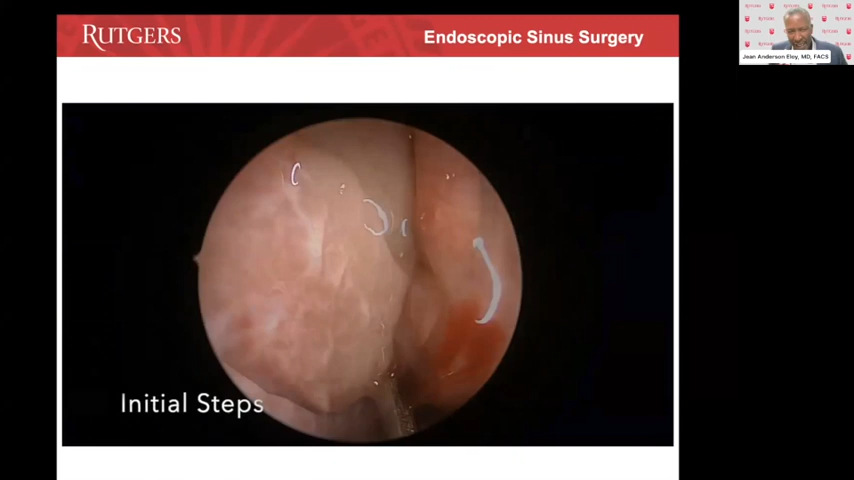 RUTGERS
Endoscopic Sinus Surgery
Jean Anderson Eloy, MD, FACS
Initial Steps